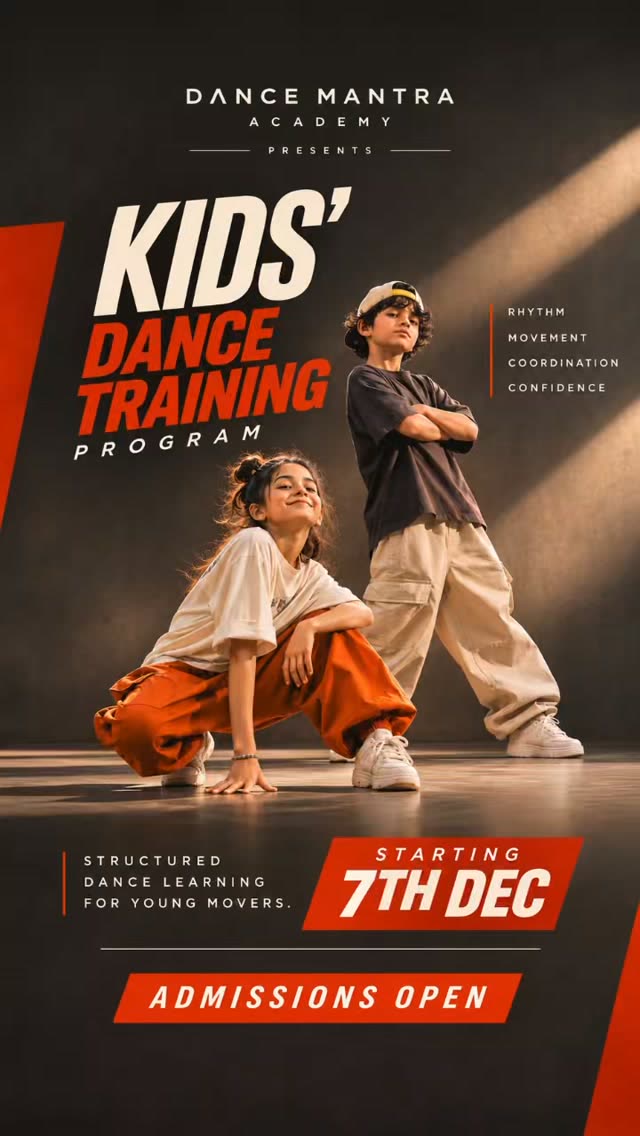 DANCE MANTRA
ACADEMY
PRESENTS
KIDS'
DANCE
TRAINING
PROGRAM
RHYTHM
MOVEMENT
COORDINATION
CONFIDENCE
STRUCTURED
DANCE LEARNING
FOR YOUNG MOVERS.
STARTING
7TH DEC
ADMISSIONS OPEN